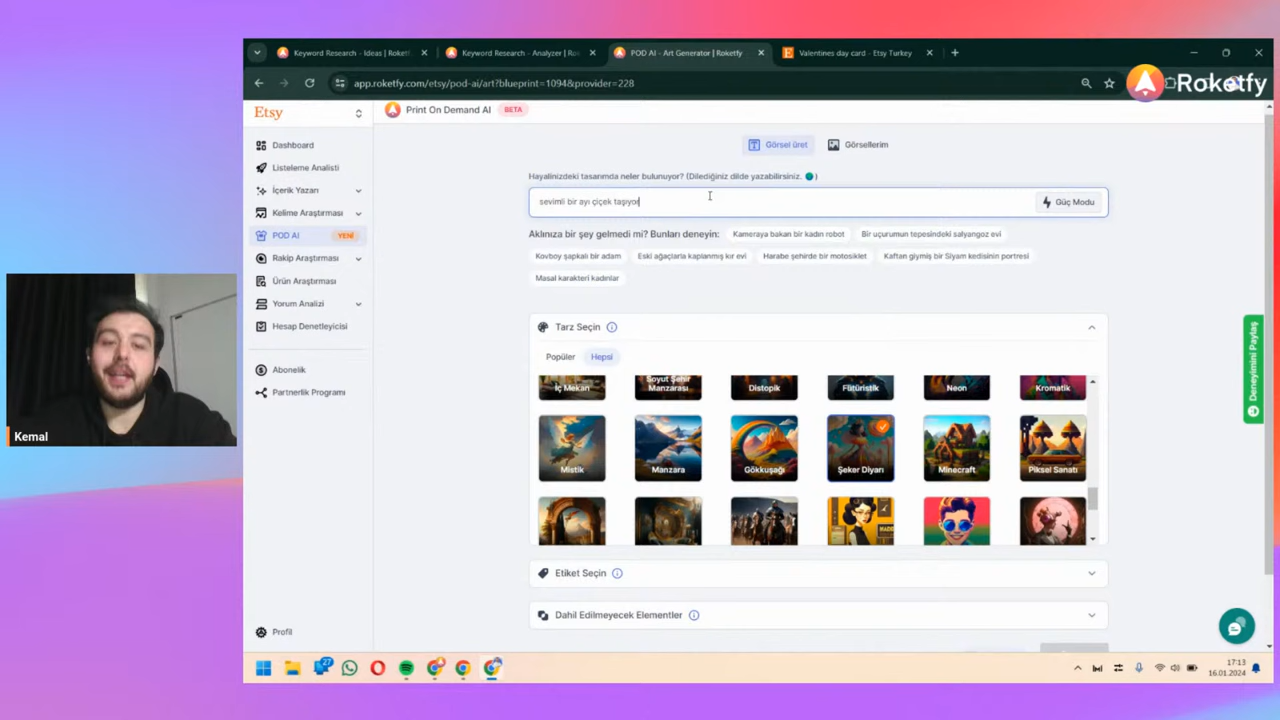 Keyword Research - Ideas | Roketf
Keyword Research - Analyzer | Ro
POD AI - Art Generator | Roketfy
Valentines day card - Etsy Turkey
app.roketfy.com/etsy/pod-ai/art?blueprint=1094&provider=228
Roketfy
Etsy
Print On Demand AI
BETA
Dashboard
Listeleme Analisti
İçerik Yazarı
Kelime Araştırması
POD AI
YENİ
Rakip Araştırması
Ürün Araştırması
Yorum Analizi
Hesap Denetleyicisi
Abonelik
Partnerlik Programı
Profil
Görsel üret
Görsellerim
Hayalinizdeki tasarımda neler bulunuyor? (Dilediğiniz dilde yazabilirsiniz. )
sevimli bir ayı çiçek taşıyor
Güç Modu
Aklınıza bir şey gelmedi mi? Bunları deneyin:
Kameraya bakan bir kadın robot
Bir uçurumun tepesindeki salyangoz evi
Kovboy şapkalı bir adam
Eski ağaçlarla kaplanmış kır evi
Harabe şehirde bir motosiklet
Kaftan giymiş bir Siyam kedisinin portresi
Masal karakteri kadınlar
Tarz Seçin
Popüler
Hepsi
İç Mekan
Soyut Şehir
Manzarası
Distopik
Fütüristik
Neon
Kromatik
Mistik
Manzara
Gökkuşağı
Şeker Diyarı
Minecraft
Piksel Sanatı
Etiket Seçin
Dahil Edilmeyecek Elementler
Deneyimini Paylaş
Kemal
27
17:13
16.01.2024